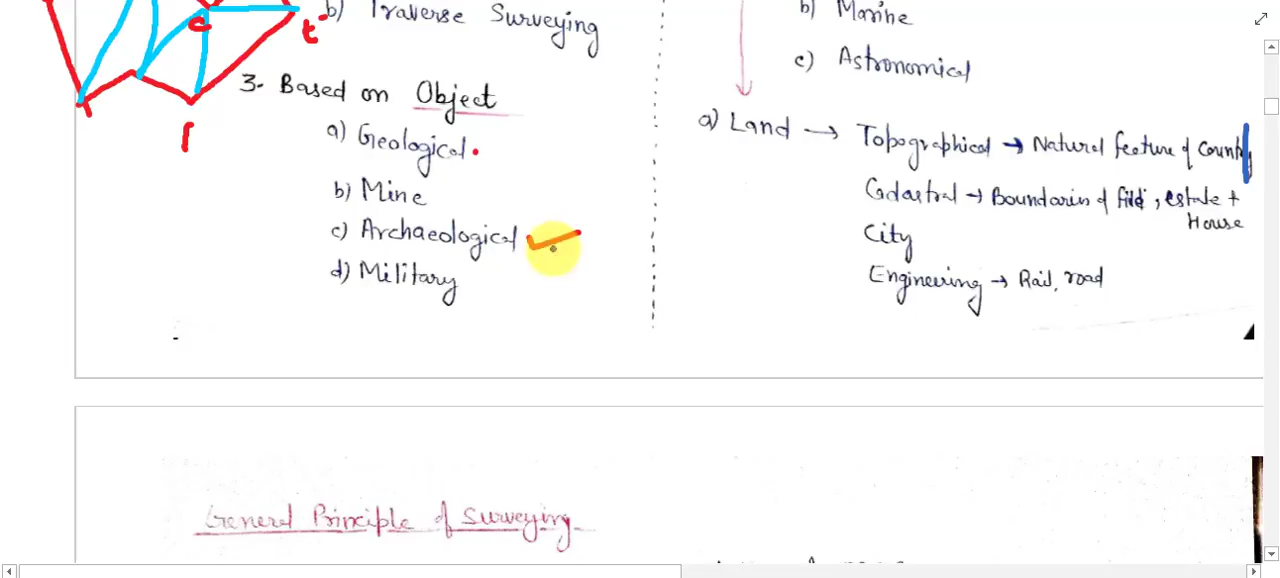 b) Traverse Surveying
3. Based on Object
a) Geological
b) Mine
c) Archaeological
d) Military
b) Marine
c) Astronomical
a) Land → Topographical → Natural feature of Country
Cadastral → Boundaries of field, estate +
House
City
Engineering → Rail, road
General Principle of Surveying
c
t